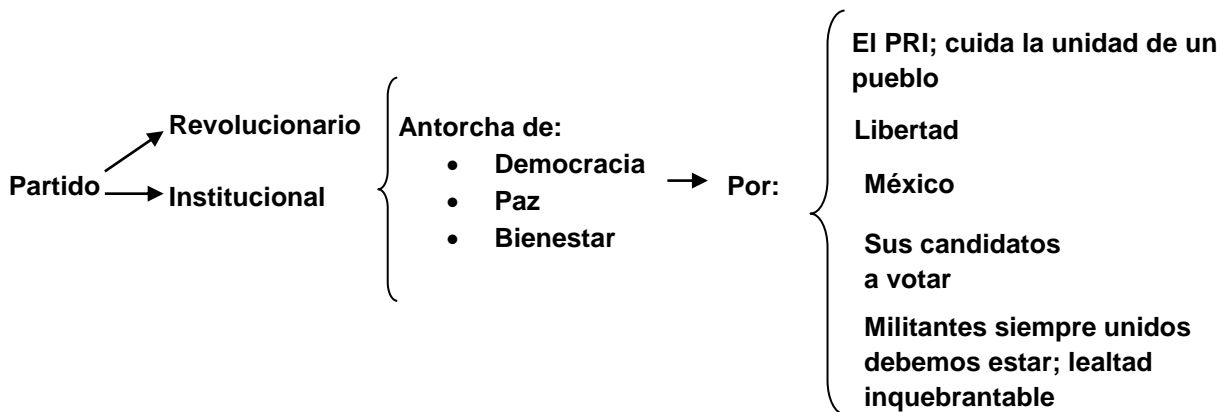 Partido
Revolucionario
Institucional
Antorcha de:
• Democracia
• Paz
• Bienestar
Por:
El PRI; cuida la unidad de un
pueblo
Libertad
México
Sus candidatos
a votar
Militantes siempre unidos
debemos estar; lealtad
inquebrantable